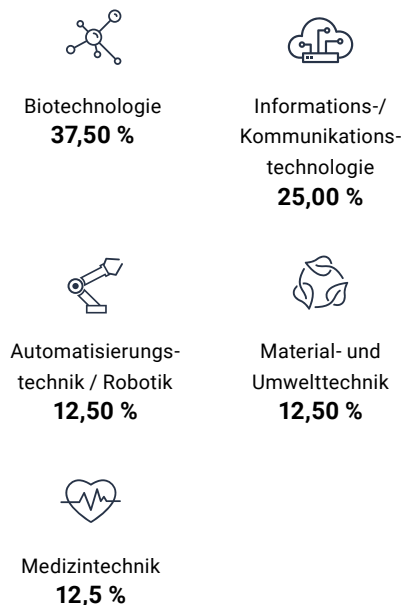 Biotechnologie
37,50 %
Informations-/
Kommunikations-
technologie
25,00 %
Automatisierungs-
technik / Robotik
12,50 %
Material- und
Umwelttechnik
12,50 %
Medizintechnik
12,5 %